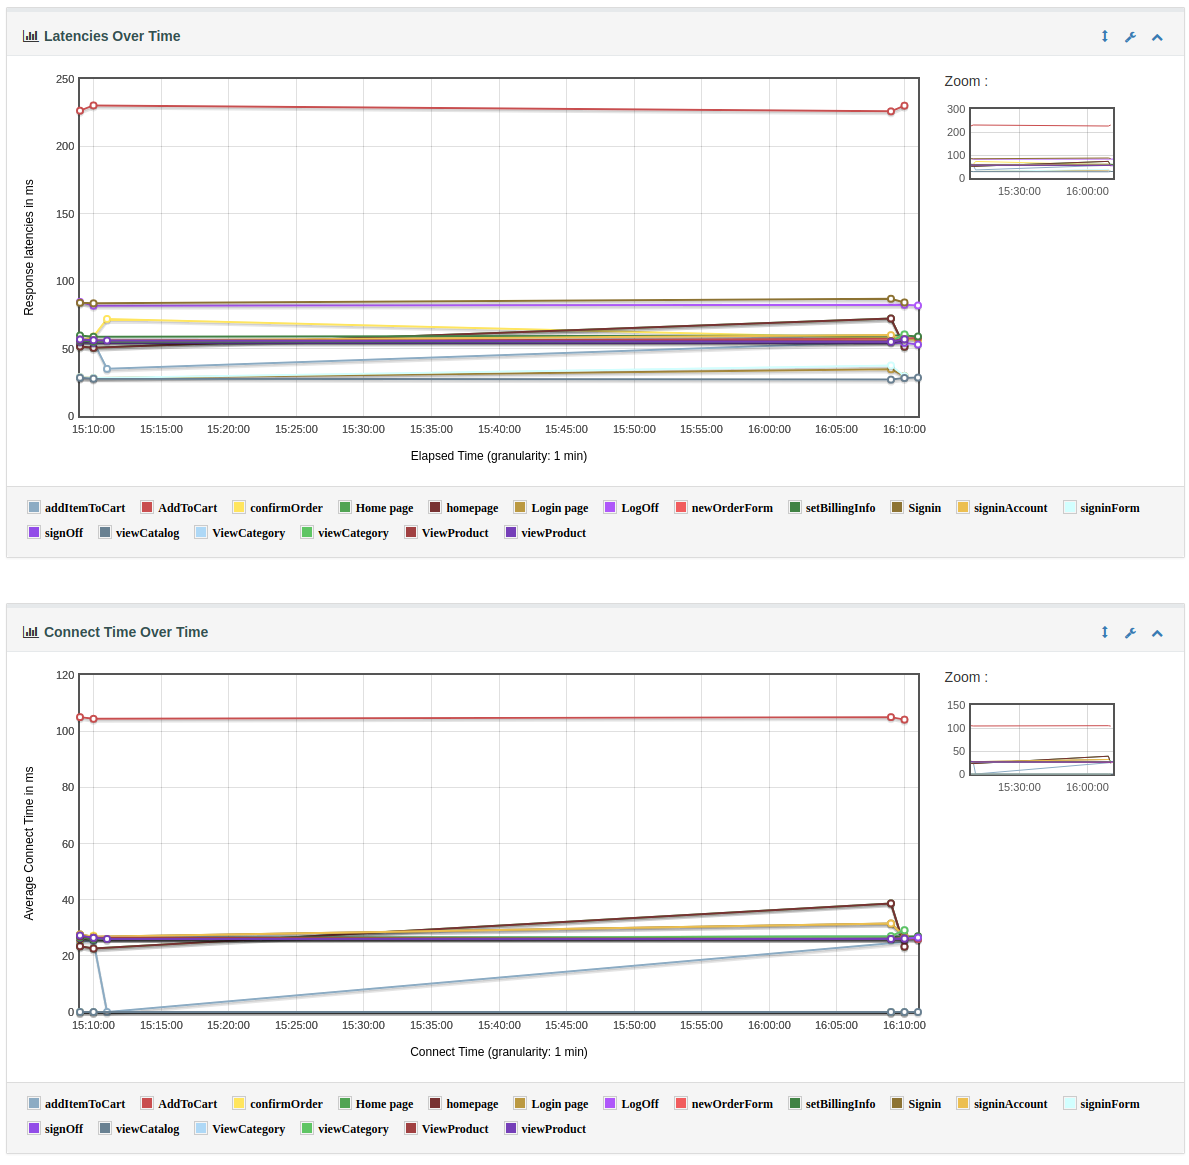 Latencies Over Time
Zoom :
250
200
150
100
50
0
Response latencies in ms
15:10:00 15:15:00 15:20:00 15:25:00 15:30:00 15:35:00 15:40:00 15:45:00 15:50:00 15:55:00 16:00:00 16:05:00 16:10:00
Elapsed Time (granularity: 1 min)
300
200
100
0
15:30:00 16:00:00
addItemToCart AddToCart confirmOrder Home page homepage Login page LogOff newOrderForm setBillingInfo Signin signinAccount signinForm
signOff viewCatalog ViewCategory viewCategory ViewProduct viewProduct
Connect Time Over Time
Zoom :
120
100
80
60
40
20
0
Average Connect Time in ms
15:10:00 15:15:00 15:20:00 15:25:00 15:30:00 15:35:00 15:40:00 15:45:00 15:50:00 15:55:00 16:00:00 16:05:00 16:10:00
Connect Time (granularity: 1 min)
150
100
50
0
15:30:00 16:00:00
addItemToCart AddToCart confirmOrder Home page homepage Login page LogOff newOrderForm setBillingInfo Signin signinAccount signinForm
signOff viewCatalog ViewCategory viewCategory ViewProduct viewProduct